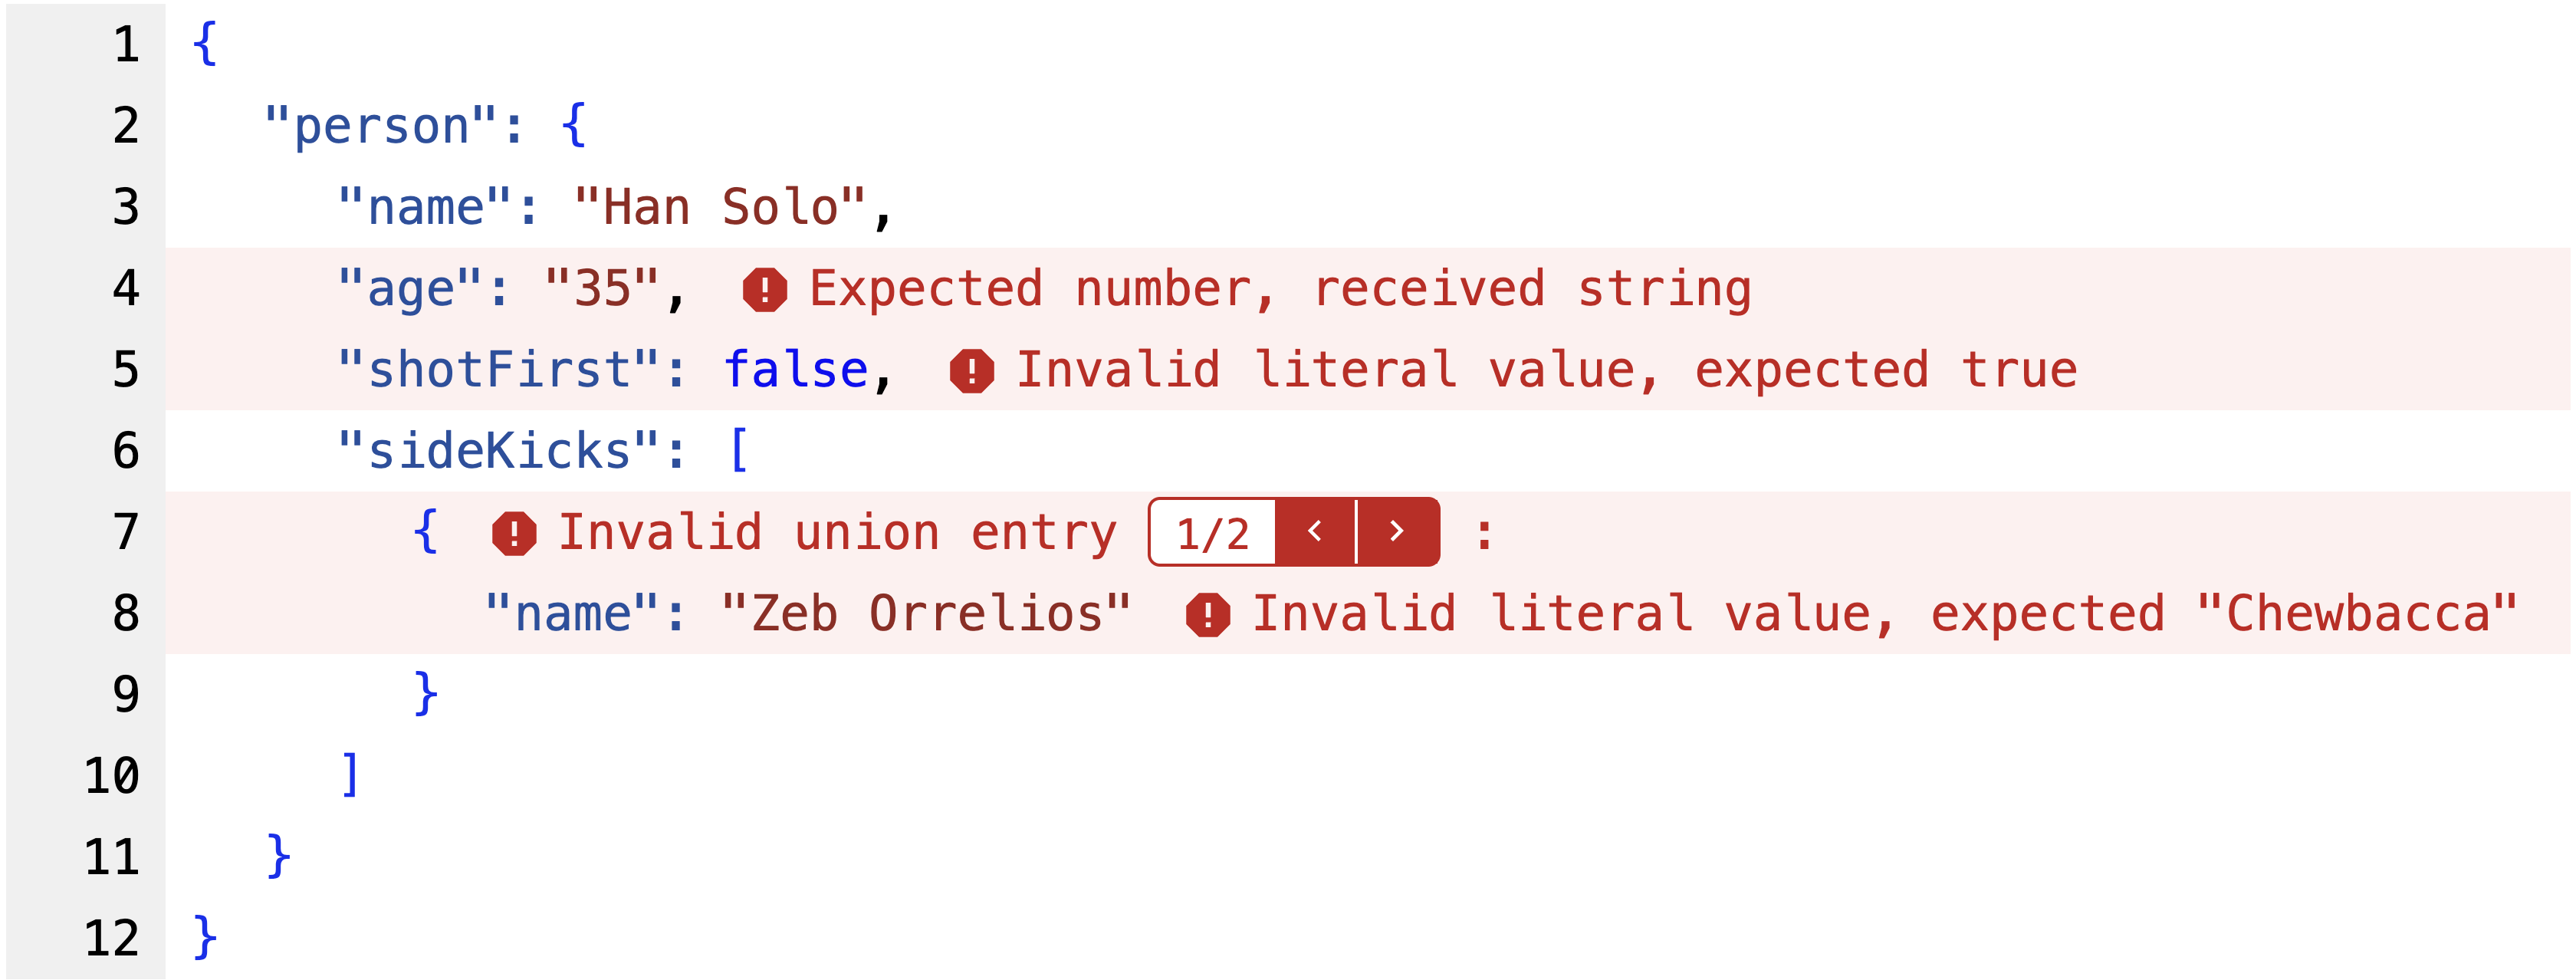 1 {
2 "person": {
3 "name": "Han Solo",
4 "age": "35", Expected number, received string
5 "shotFirst": false, Invalid literal value, expected true
6 "sideKicks": [
7 { Invalid union entry 1/2 < > :
8 "name": "Zeb Orrelios" Invalid literal value, expected "Chewbacca"
9 }
10 ]
11 }
12 }